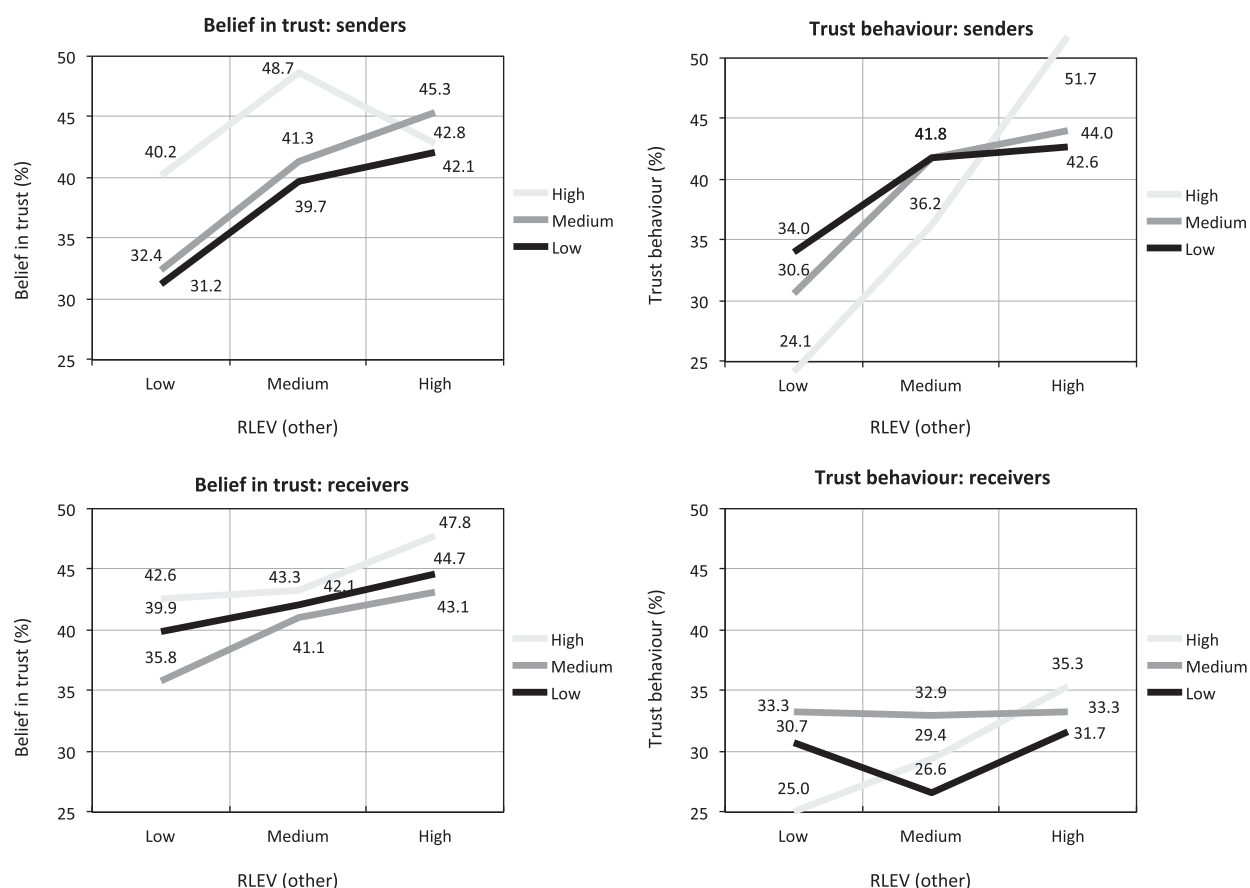 Belief in trust: senders
Belief in trust (%)
50
45
40
35
30
25
40.2
48.7
45.3
42.8
41.3
42.1
39.7
32.4
31.2
Low Medium High
RLEV (other)
High
Medium
Low
Trust behaviour: senders
Trust behaviour (%)
50
45
40
35
30
25
51.7
41.8
44.0
42.6
36.2
34.0
30.6
24.1
Low Medium High
RLEV (other)
High
Medium
Low
Belief in trust: receivers
Belief in trust (%)
50
45
40
35
30
25
47.8
44.7
42.6
43.3
42.1
39.9
43.1
41.1
35.8
Low Medium High
RLEV (other)
High
Medium
Low
Trust behaviour: receivers
Trust behaviour (%)
50
45
40
35
30
25
35.3
33.3
32.9
33.3
30.7
29.4
31.7
26.6
25.0
Low Medium High
RLEV (other)
High
Medium
Low